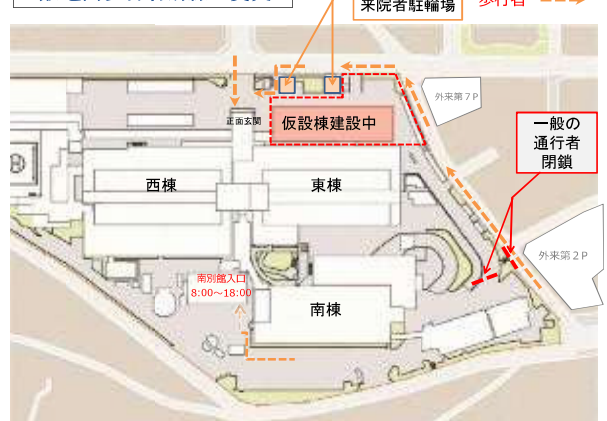 来院者駐輪場
歩行者
外来第7P
正面玄関
仮設棟建設中
一般の
通行者
閉鎖
西棟
東棟
外来第2P
南別館入口
8:00～18:00
南棟